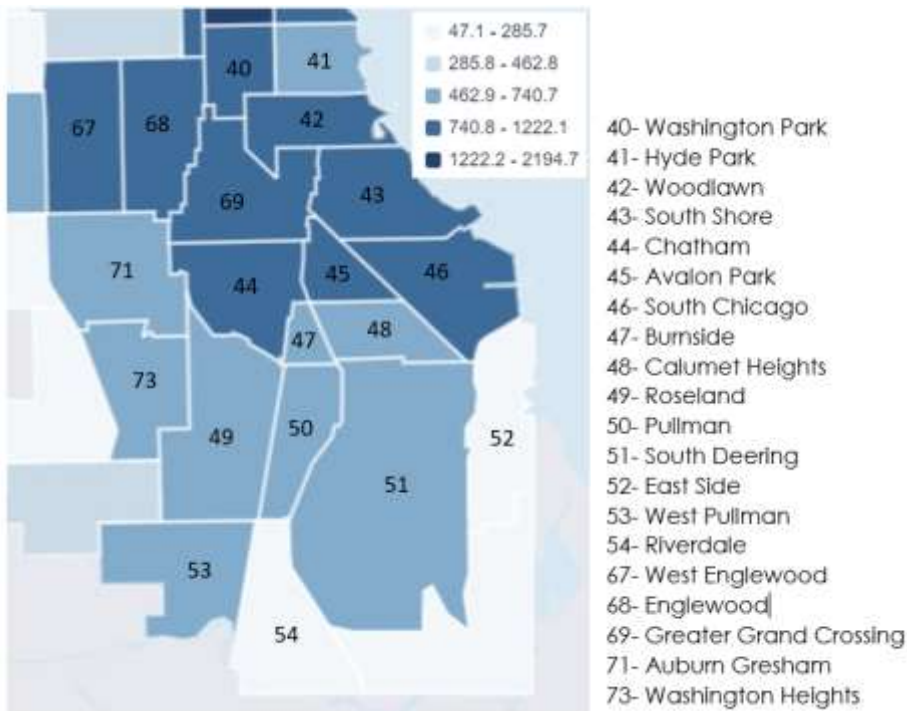 47.1 - 285.7
285.8 - 462.8
462.9 - 740.7
740.8 - 1222.1
1222.2 - 2194.7
40
41
42
67
68
43
69
71
44
45
46
47
48
73
49
50
52
51
53
54
40- Washington Park
41- Hyde Park
42- Woodlawn
43- South Shore
44- Chatham
45- Avalon Park
46- South Chicago
47- Burnside
48- Calumet Heights
49- Roseland
50- Pullman
51- South Deering
52- East Side
53- West Pullman
54- Riverdale
67- West Englewood
68- Englewood
69- Greater Grand Crossing
71- Auburn Gresham
73- Washington Heights